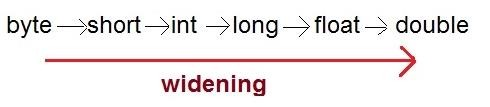 byte → short → int → long → float → double
widening